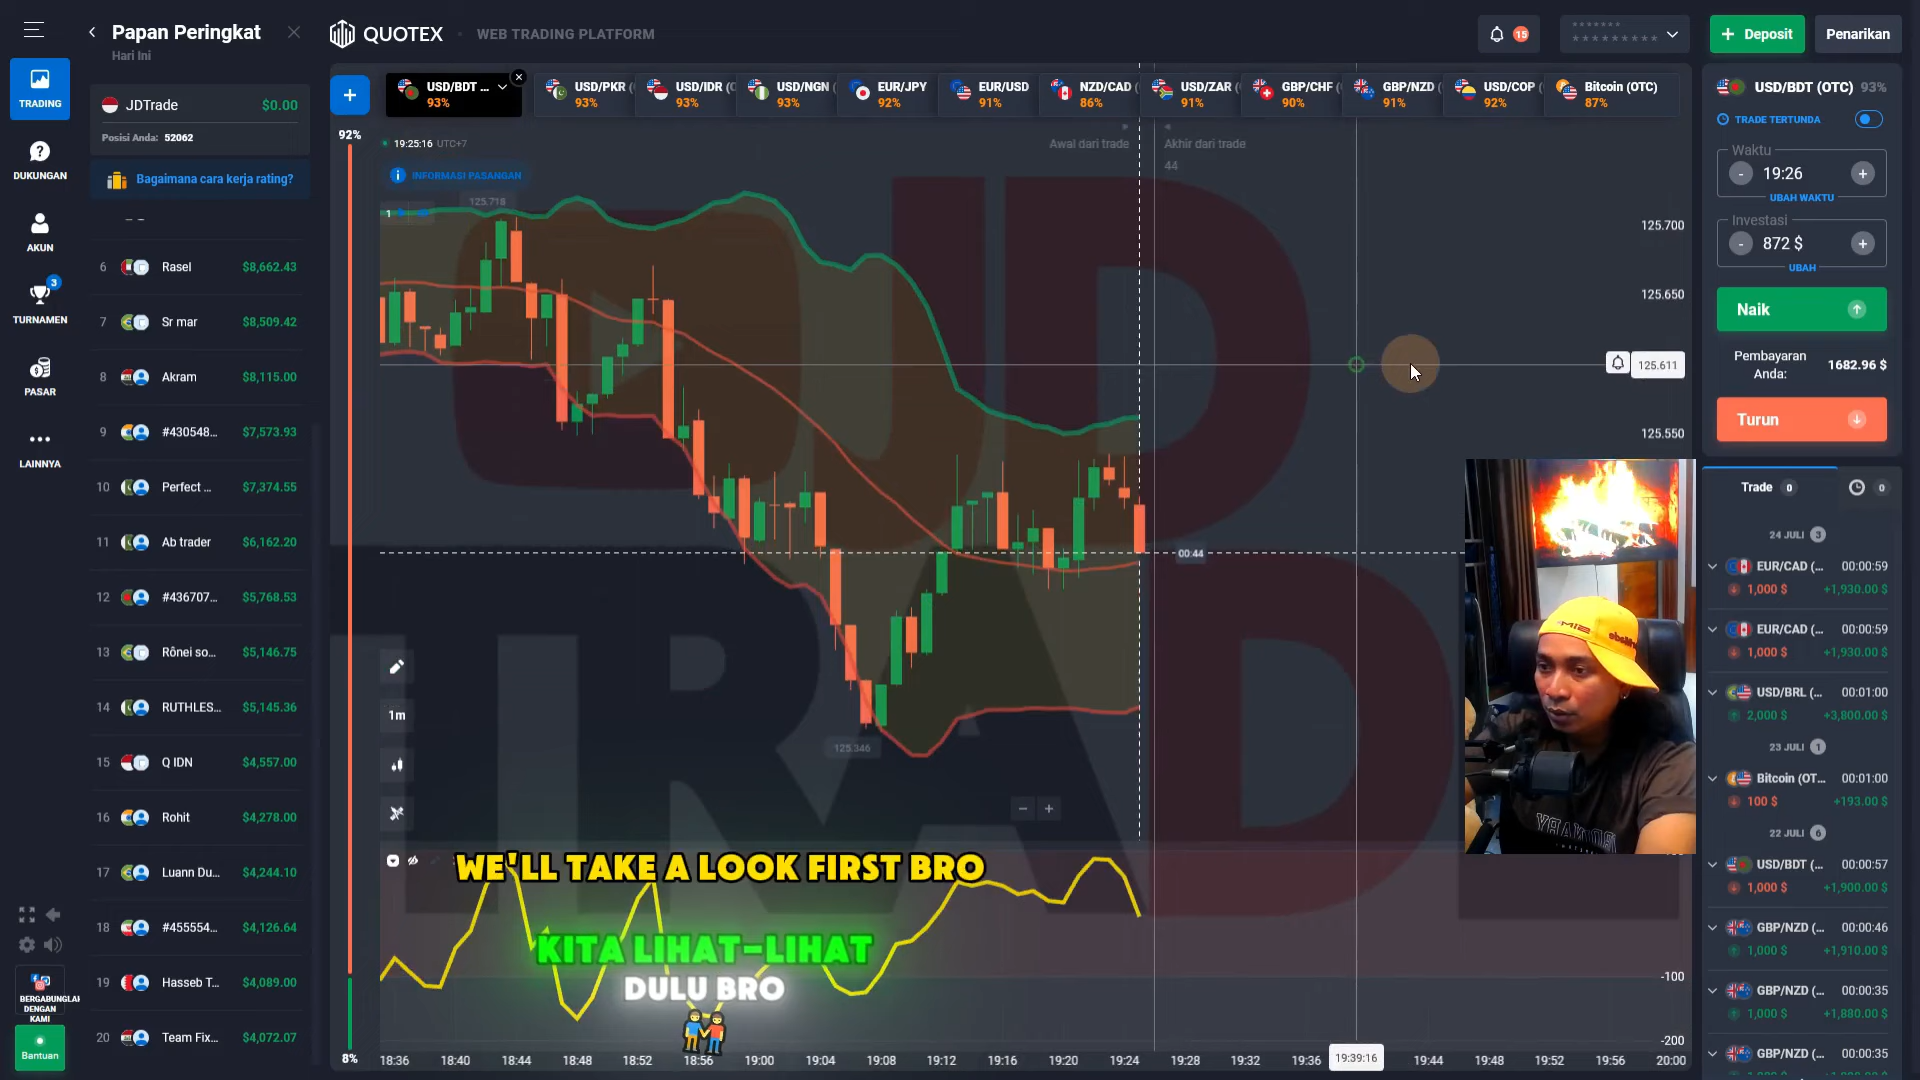 Papan Peringkat
Hari Ini
QUOTEX
WEB TRADING PLATFORM
15
Deposit
Penarikan
TRADING
DUKUNGAN
AKUN
3
TURNAMEN
PASAR
LAINNYA
BERGABUNGLAH
DENGAN
KAMI
Bantuan
JDTrade $0.00
Posisi Anda: 52062
Bagaimana cara kerja rating?
6 Rasel $8,662.43
7 Sr mar $8,509.42
8 Akram $8,115.00
9 #430548... $7,573.93
10 Perfect ... $7,374.55
11 Ab trader $6,162.20
12 #436707... $5,768.53
13 Rônei so... $5,146.75
14 RUTHLES... $5,145.36
15 Q IDN $4,557.00
16 Rohit $4,278.00
17 Luann Du... $4,244.10
18 #455554... $4,126.64
19 Hasseb T... $4,089.00
20 Team Fix... $4,072.07
USD/BDT ... 93%
USD/PKR ( 93%
USD/IDR (O 93%
USD/NGN ( 93%
EUR/JPY 92%
EUR/USD 91%
NZD/CAD ( 86%
USD/ZAR ( 91%
GBP/CHF ( 90%
GBP/NZD ( 91%
USD/COP ( 92%
Bitcoin (OTC) 87%
92%
19:25:16 UTC+7
INFORMASI PASANGAN
1
125.718
Awal dari trade
Akhir dari trade
44
125.700
125.650
125.611
125.550
00:44
125.346
1m
WE'LL TAKE A LOOK FIRST BRO
KITA LIHAT-LIHAT
DULU BRO
-100
-200
8%
18:36 18:40 18:44 18:48 18:52 18:56 19:00 19:04 19:08 19:12 19:16 19:20 19:24 19:28 19:32 19:36 19:39:16 19:44 19:48 19:52 19:56 20:00
USD/BDT (OTC) 93%
TRADE TERTUNDA
Waktu
- 19:26 +
UBAH WAKTU
Investasi
- 872 $ +
UBAH
Naik
Pembayaran
Anda:
1682.96 $
Turun
Trade 0 0
24 JULI 3
EUR/CAD (... 00:00:59
1,000 $ +1,930.00 $
EUR/CAD (... 00:00:59
1,000 $ +1,930.00 $
USD/BRL (... 00:01:00
2,000 $ +3,800.00 $
23 JULI 1
Bitcoin (OT... 00:01:00
100 $ +193.00 $
22 JULI 6
USD/BDT (... 00:00:57
1,000 $ +1,900.00 $
GBP/NZD (... 00:00:46
1,000 $ +1,910.00 $
GBP/NZD (... 00:00:35
1,000 $ +1,880.00 $
GBP/NZD (... 00:00:35